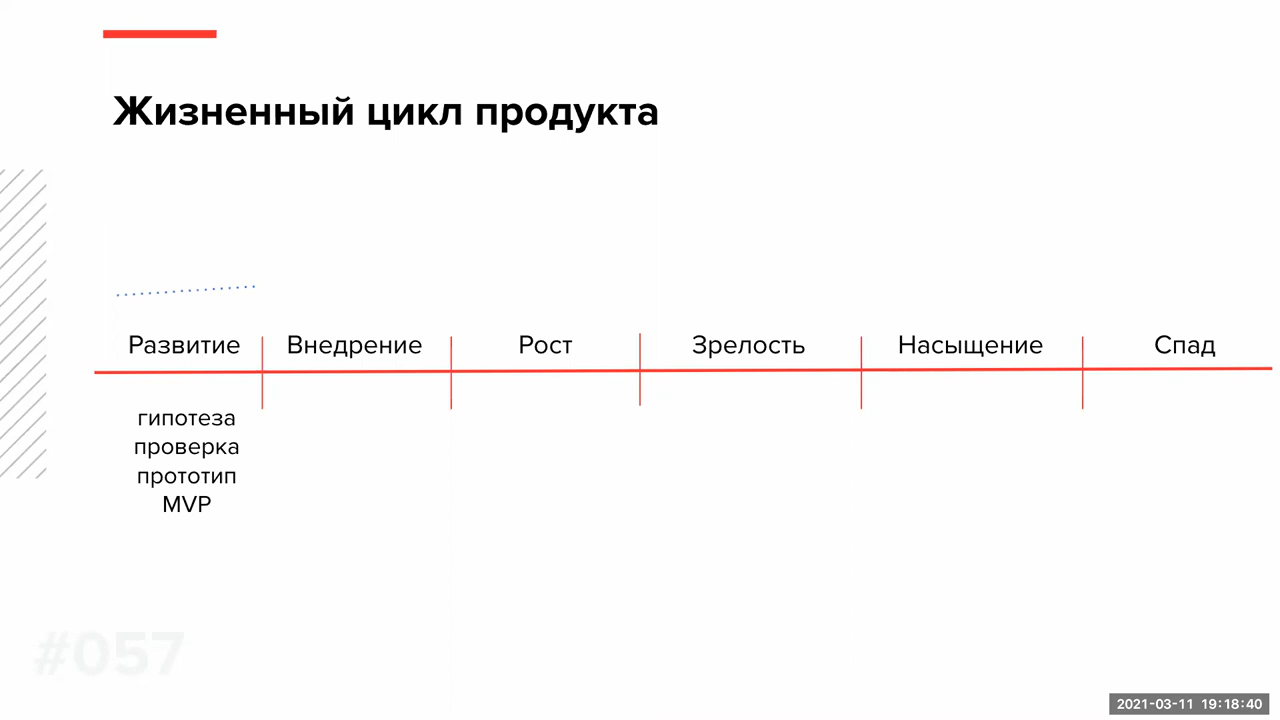 Жизненный цикл продукта
Развитие
Внедрение
Рост
Зрелость
Насыщение
Спад
гипотеза
проверка
прототип
MVP
#057
2021-03-11 19:18:40